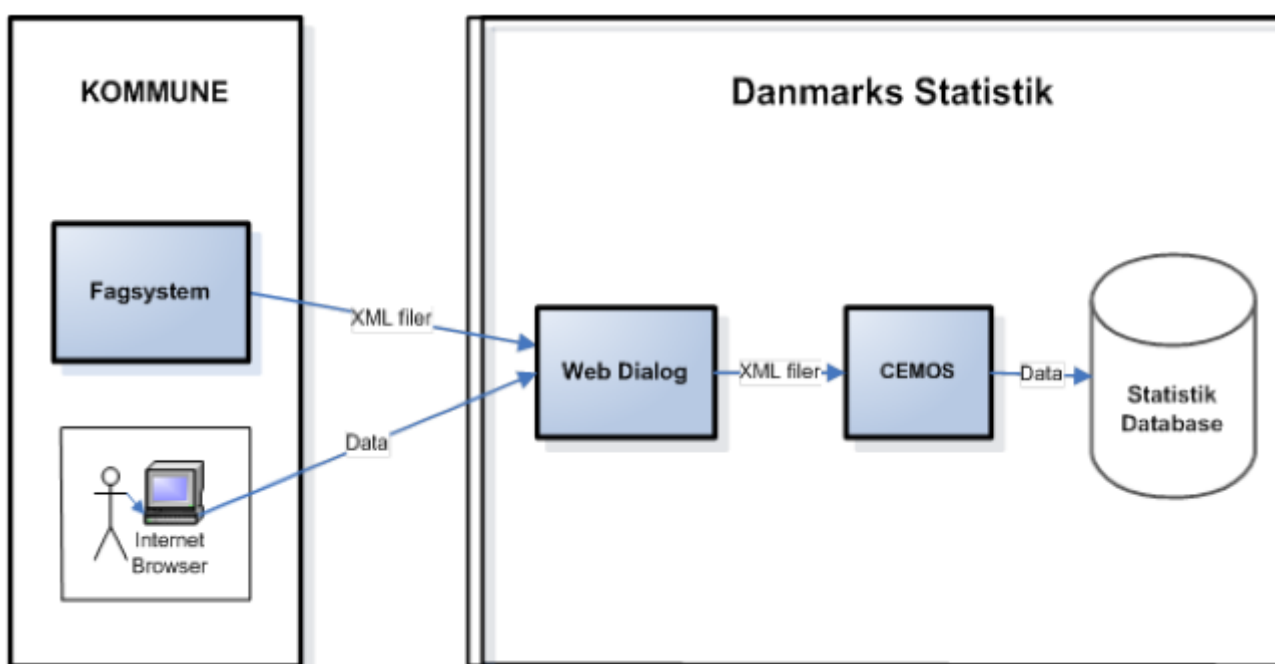 KOMMUNE
Fagsystem
XML filer
Data
Internet
Browser
Danmarks Statistik
Web Dialog
XML filer
CEMOS
Data
Statistik
Database